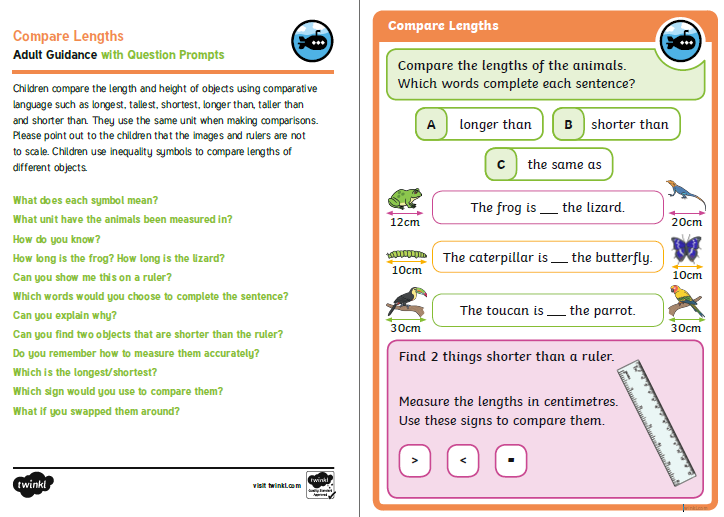 Compare Lengths
Adult Guidance with Question Prompts
Children compare the length and height of objects using comparative
language such as longest, tallest, shortest, longer than, taller than
and shorter than. They use the same unit when making comparisons.
Please point out to the children that the images and rulers are not
to scale. Children use inequality symbols to compare lengths of
different objects.
What does each symbol mean?
What unit have the animals been measured in?
How do you know?
How long is the frog? How long is the lizard?
Can you show me this on a ruler?
Which words would you choose to complete the sentence?
Can you explain why?
Can you find two objects that are shorter than the ruler?
Do you remember how to measure them accurately?
Which is the longest/shortest?
Which sign would you use to compare them?
What if you swapped them around?
twinkl
visit twinkl.com
twinkl
Quality Standard
Approved
Compare Lengths
Compare the lengths of the animals.
Which words complete each sentence?
A longer than
B shorter than
C the same as
12cm
The frog is ___ the lizard.
20cm
10cm
The caterpillar is ___ the butterfly.
10cm
30cm
The toucan is ___ the parrot.
30cm
Find 2 things shorter than a ruler.
Measure the lengths in centimetres.
Use these signs to compare them.
> < =